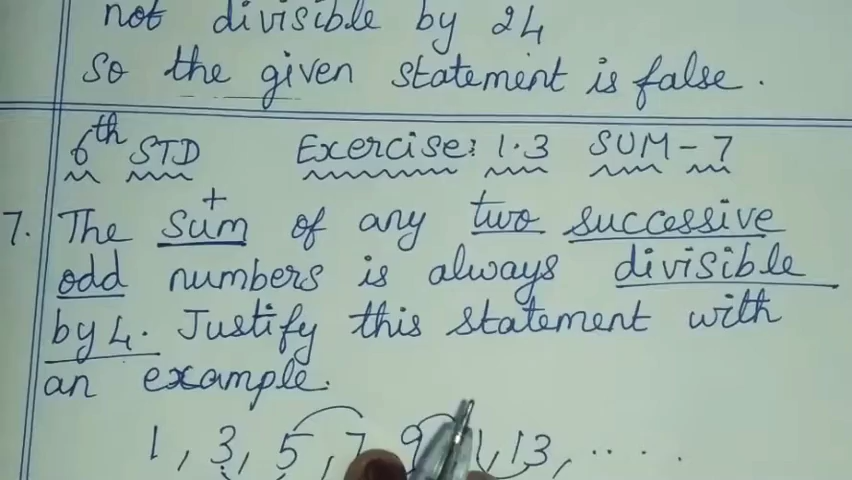 not divisible by 24
So the given statement is false.
6th STD Exercise: 1.3 SUM-7
+
7. The Sum of any two successive
odd numbers is always divisible
by 4. Justify this statement with
an example.
1, 3, 5, 7 9 1, 13, .....